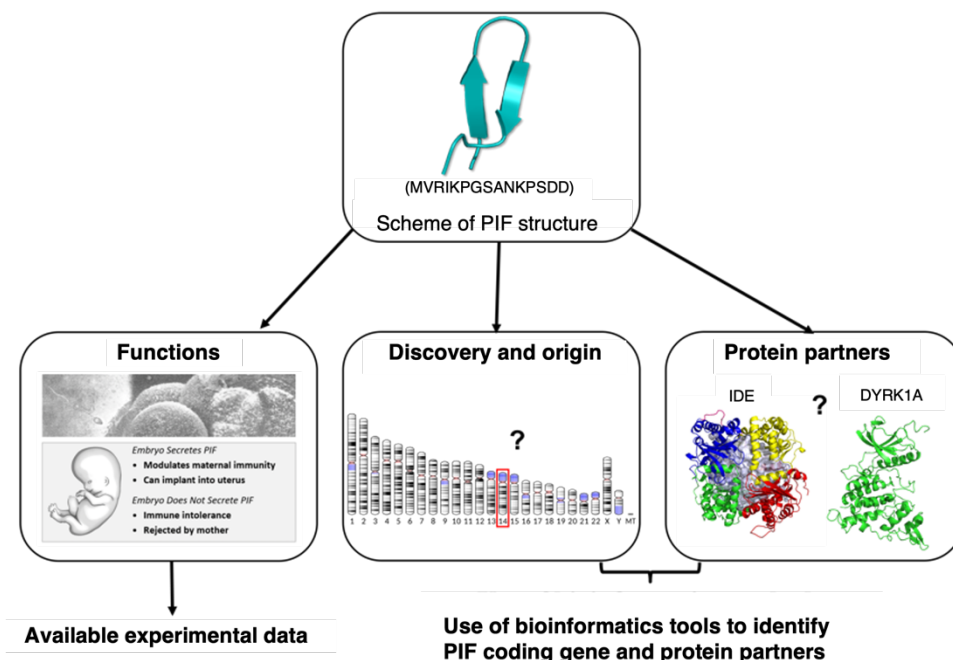 (MVRIKPGSANKPSDD)
Scheme of PIF structure
Functions
Embryo Secretes PIF
• Modulates maternal immunity
• Can implant into uterus
Embryo Does Not Secrete PIF
• Immune intolerance
• Rejected by mother
Discovery and origin
?
1 2 3 4 5 6 7 8 9 10 11 12 13 14 15 16 17 18 19 20 21 22 X Y MT
Protein partners
IDE ? DYRK1A
Available experimental data
Use of bioinformatics tools to identify
PIF coding gene and protein partners